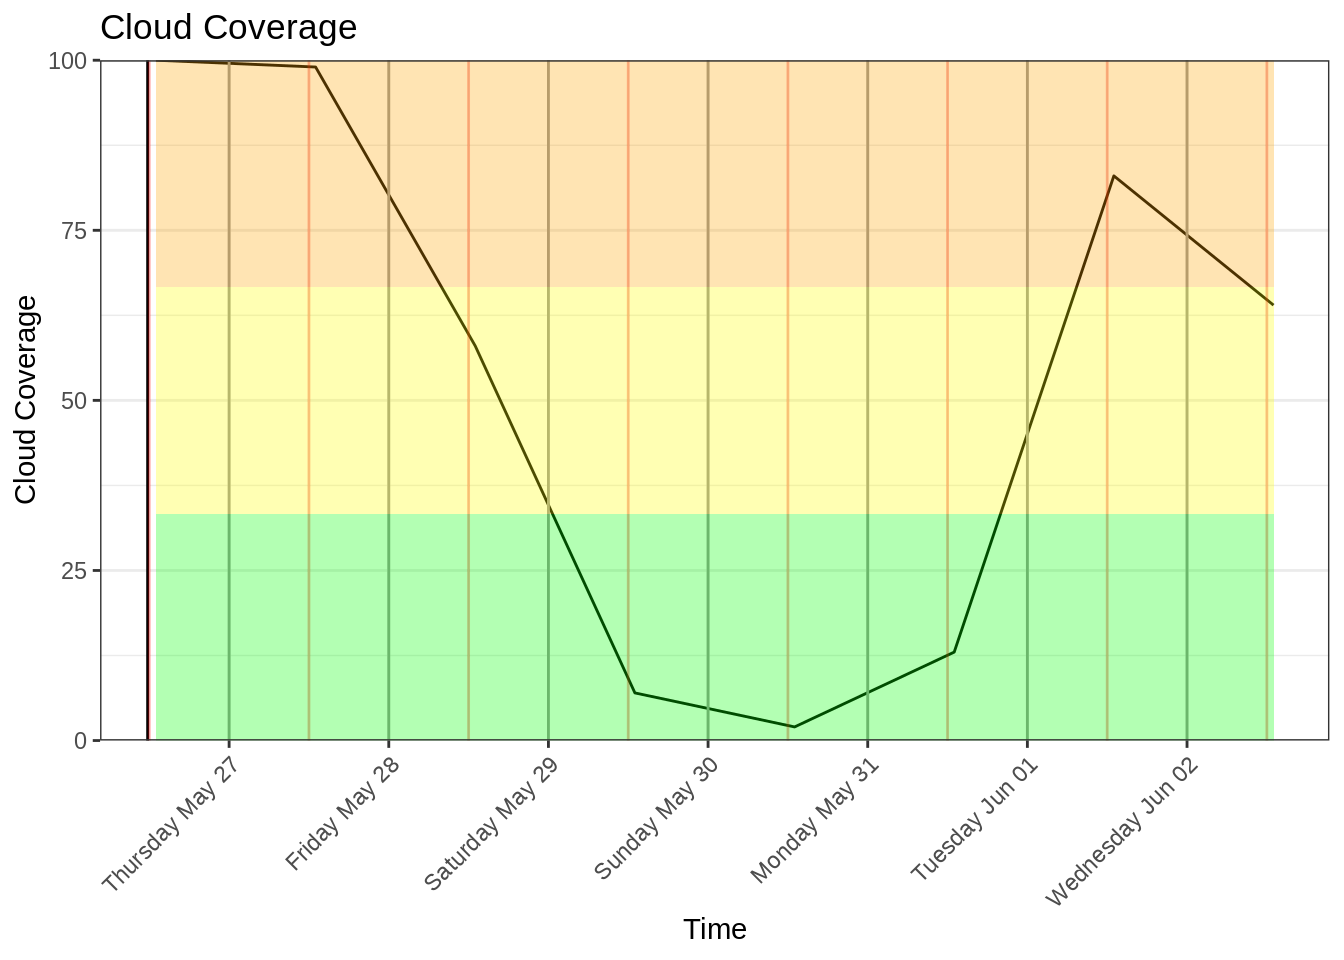 Cloud Coverage
100
75
50
25
0
Cloud Coverage
Thursday May 27
Friday May 28
Saturday May 29
Sunday May 30
Monday May 31
Tuesday Jun 01
Wednesday Jun 02
Time